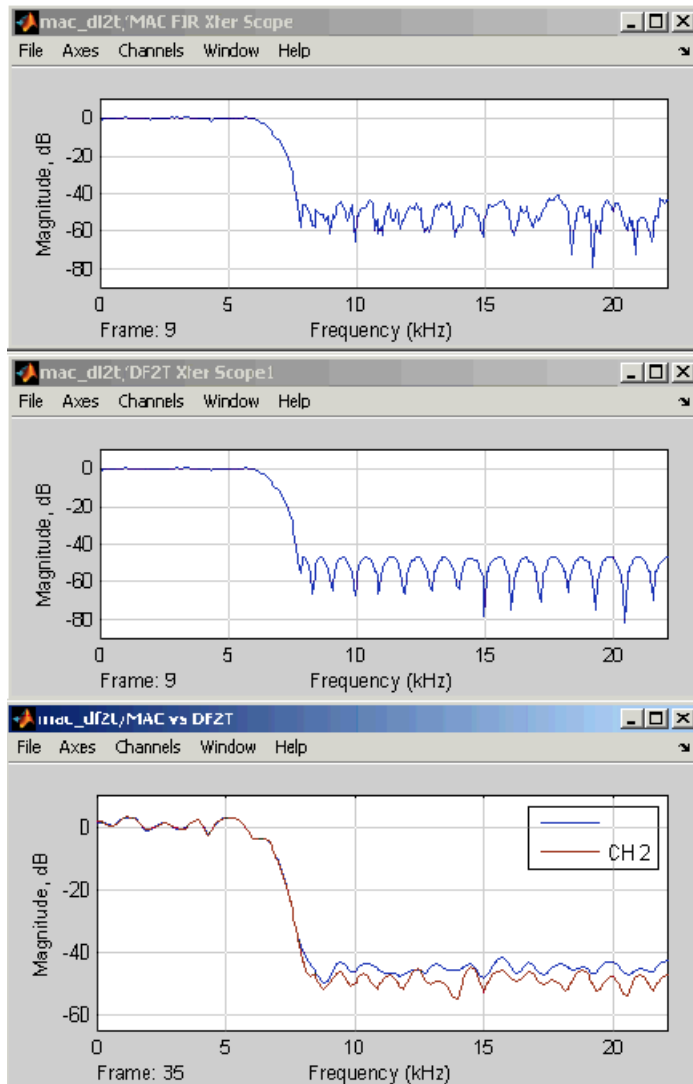 mac_df2t/MAC FIR Xfer Scope
File Axes Channels Window Help
0
-20
-40
-60
-80
Magnitude, dB
0 5 10 15 20
Frame: 9 Frequency (kHz)
mac_df2t/DF2T Xfer Scope1
File Axes Channels Window Help
0
-20
-40
-60
-80
Magnitude, dB
0 5 10 15 20
Frame: 9 Frequency (kHz)
mac_df2t/MAC vs DF2T
File Axes Channels Window Help
0
-20
-40
-60
Magnitude, dB
CH 2
0 5 10 15 20
Frame: 35 Frequency (kHz)